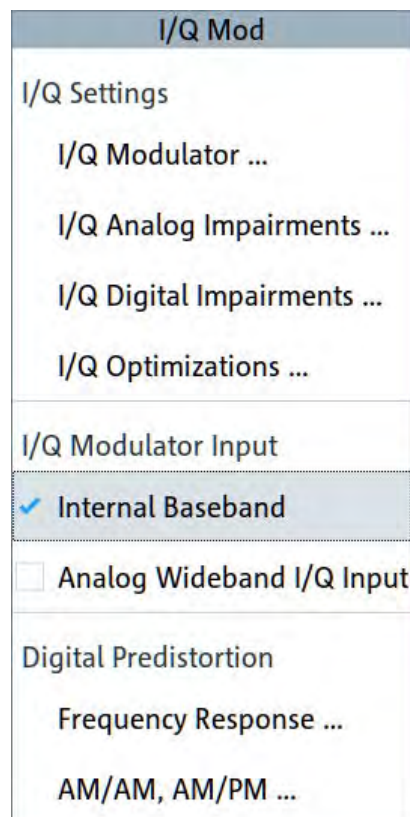 I/Q Mod
I/Q Settings
I/Q Modulator ...
I/Q Analog Impairments ...
I/Q Digital Impairments ...
I/Q Optimizations ...
I/Q Modulator Input
Internal Baseband
Analog Wideband I/Q Input
Digital Predistortion
Frequency Response ...
AM/AM, AM/PM ...